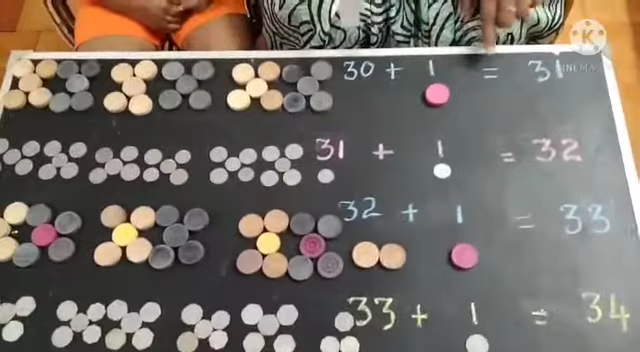 30 + 1 = 31
31 + 1 = 32
32 + 1 = 33
33 + 1 = 34